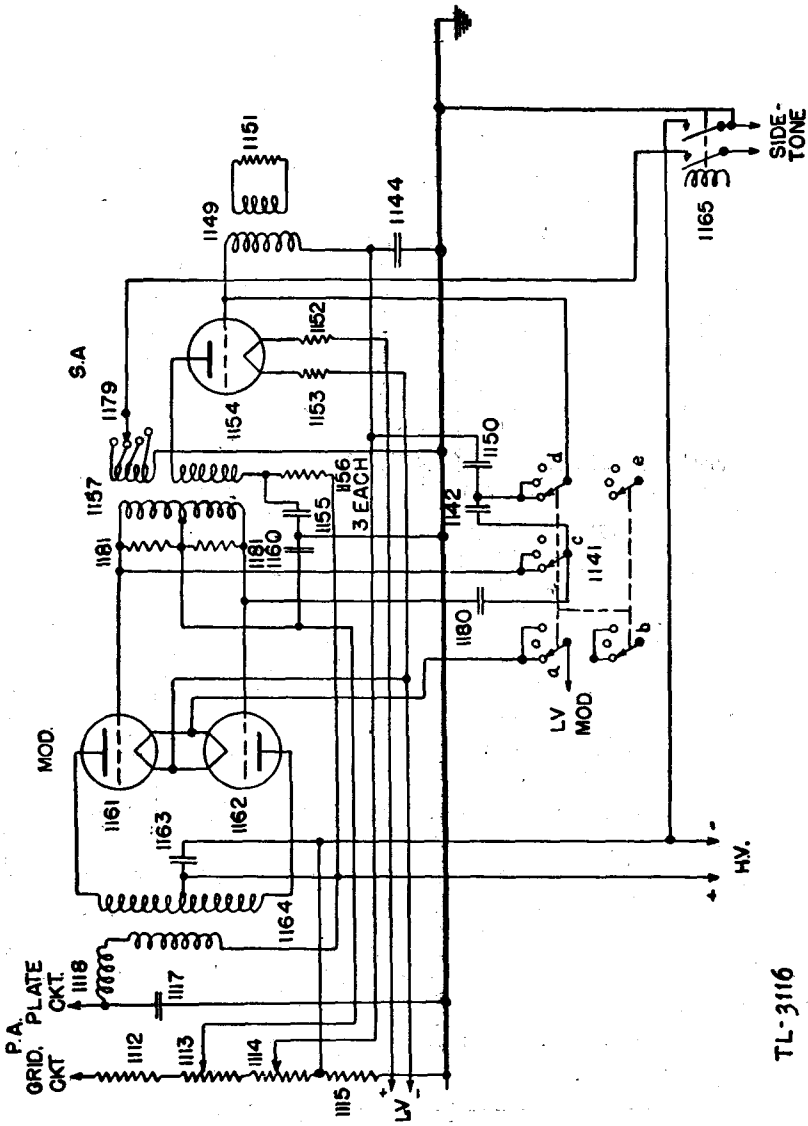 P.A.
GRID. PLATE
CKT CKT.
1118
1112
1117
1113
1114
1115
+
LV
-
1164
1163
MOD.
1161
1162
+
-
H.V.
1181
1157
1179
S.A
1181
1160
1155
1156
3 EACH
1154
1153
1152
1149
1151
1144
1150
1142
1180
1141
a
b
c
d
e
LV
MOD
1165
SIDE-
TONE
TL-3116